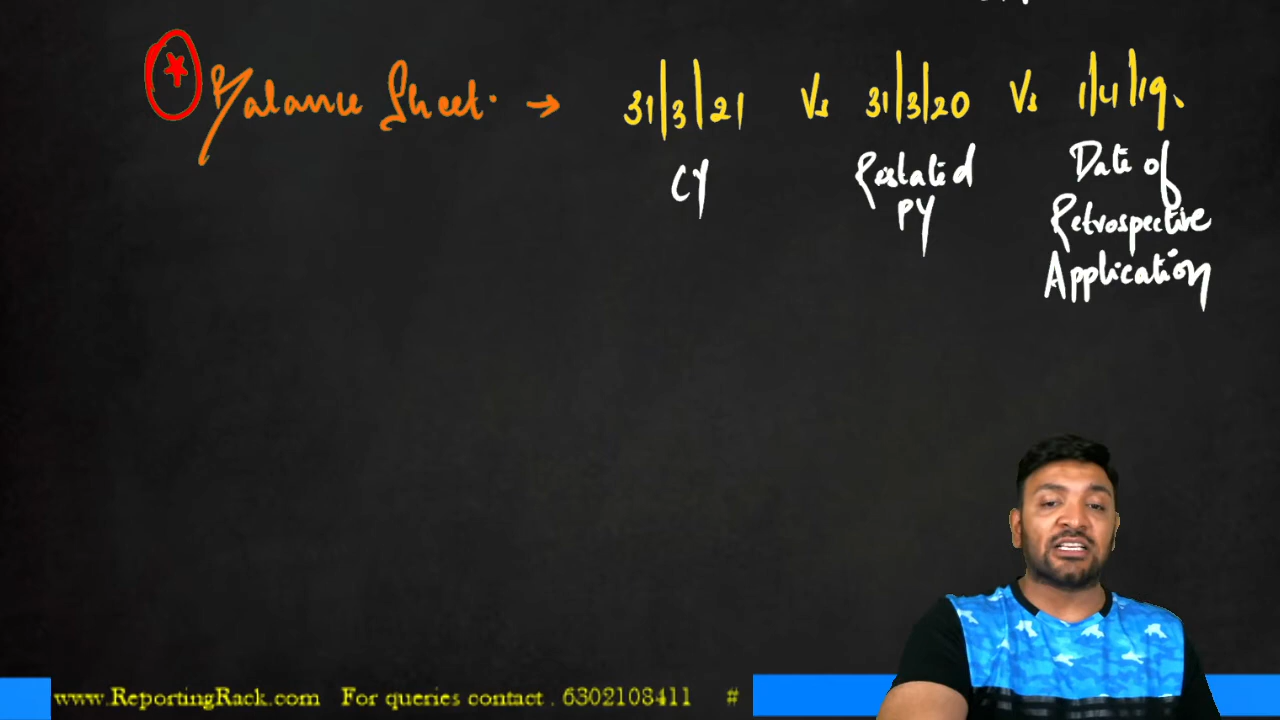 Balance Sheet. → 31/3/21 Vs 31/3/20 Vs 1/4/19.
CY
Restated
PY
Date of
Retrospective
Application
www.ReportingRack.com For queries contact . 6302108411 #